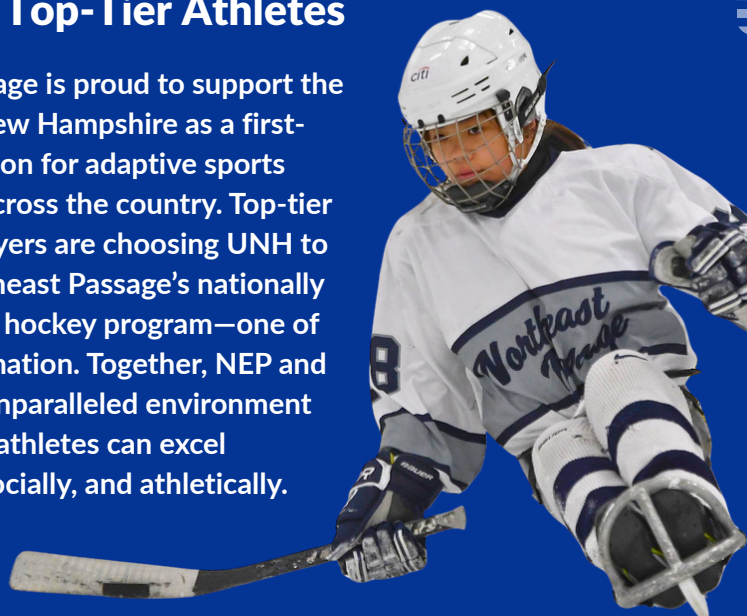 Top-Tier Athletes
age is proud to support the
ew Hampshire as a first-
on for adaptive sports
cross the country. Top-tier
yers are choosing UNH to
heast Passage’s nationally
hockey program—one of
nation. Together, NEP and
nparalleled environment
athletes can excel
ocially, and athletically.
citi
Northeast
Passage
8
BAUER